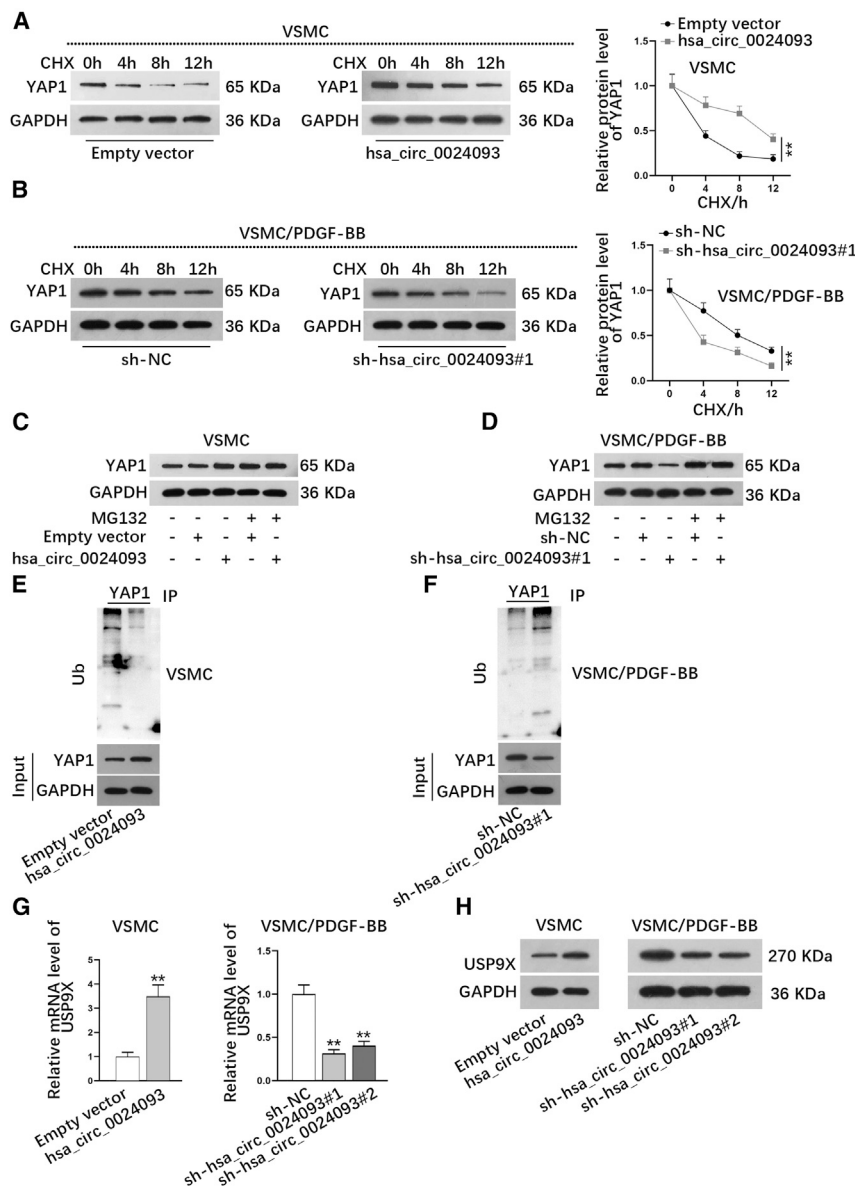 A
VSMC
CHX 0h 4h 8h 12h
YAP1
65 KDa
GAPDH
36 KDa
Empty vector
CHX 0h 4h 8h 12h
YAP1
65 KDa
GAPDH
36 KDa
hsa_circ_0024093
Empty vector
hsa_circ_0024093
VSMC
Relative protein level
of YAP1
1.5
1.0
0.5
0.0
0 4 8 12
CHX/h
**
B
VSMC/PDGF-BB
CHX 0h 4h 8h 12h
YAP1
65 KDa
GAPDH
36 KDa
sh-NC
CHX 0h 4h 8h 12h
YAP1
65 KDa
GAPDH
36 KDa
sh-hsa_circ_0024093#1
sh-NC
sh-hsa_circ_0024093#1
VSMC/PDGF-BB
Relative protein level
of YAP1
1.5
1.0
0.5
0.0
0 4 8 12
CHX/h
**
C
VSMC
YAP1
65 KDa
GAPDH
36 KDa
MG132 - - - + +
Empty vector - + - + -
hsa_circ_0024093 - - + - +
D
VSMC/PDGF-BB
YAP1
65 KDa
GAPDH
36 KDa
MG132 - - - + +
sh-NC - + - + -
sh-hsa_circ_0024093#1 - - + - +
E
YAP1 IP
Ub
VSMC
Input
YAP1
GAPDH
Empty vector
hsa_circ_0024093
F
YAP1 IP
Ub
VSMC/PDGF-BB
Input
YAP1
GAPDH
sh-NC
sh-hsa_circ_0024093#1
G
VSMC
Relative mRNA level of
USP9X
5
4
3
2
1
0
**
Empty vector
hsa_circ_0024093
VSMC/PDGF-BB
Relative mRNA level of
USP9X
1.5
1.0
0.5
0.0
** **
sh-NC
sh-hsa_circ_0024093#1
sh-hsa_circ_0024093#2
H
VSMC
VSMC/PDGF-BB
USP9X
270 KDa
GAPDH
36 KDa
Empty vector
hsa_circ_0024093
sh-NC
sh-hsa_circ_0024093#1
sh-hsa_circ_0024093#2